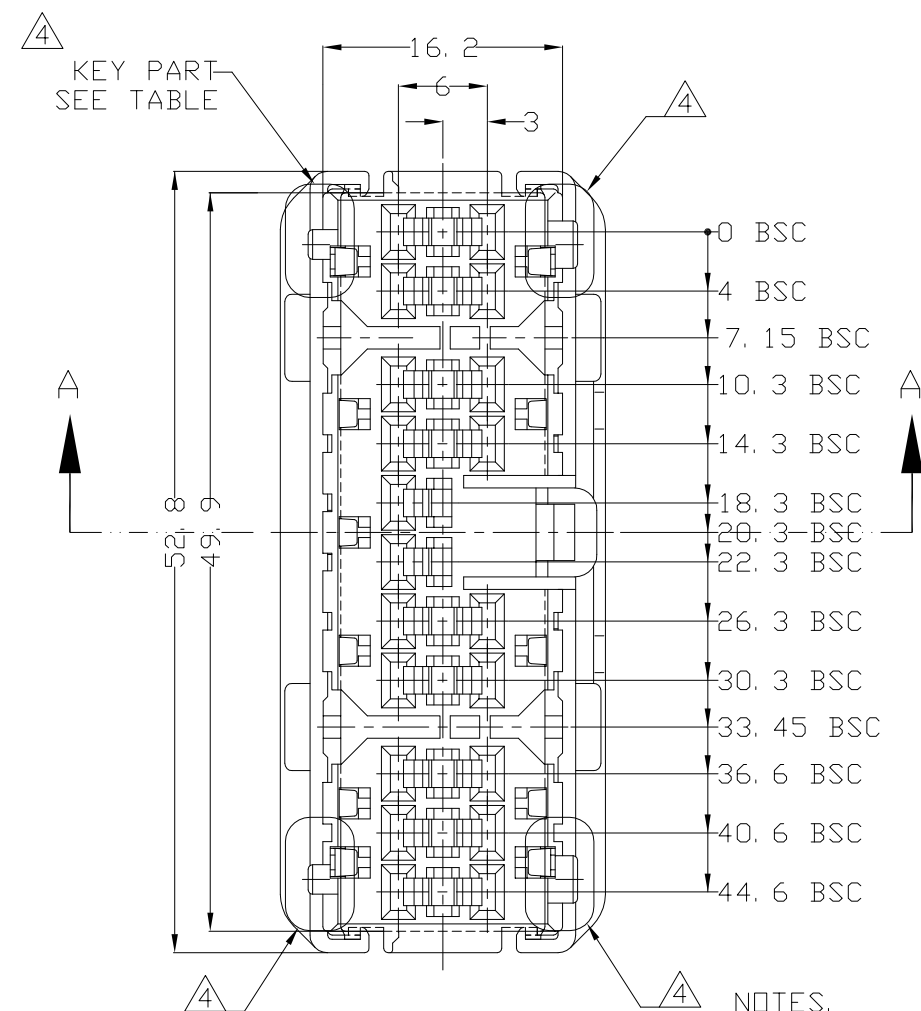 4
KEY PART
SEE TABLE
16.2
6
3
4
0 BSC
4 BSC
7.15 BSC
10.3 BSC
14.3 BSC
18.3 BSC
20.3 BSC
22.3 BSC
26.3 BSC
30.3 BSC
33.45 BSC
36.6 BSC
40.6 BSC
44.6 BSC
A
A
52.8
49.9
4
4
NOTES.